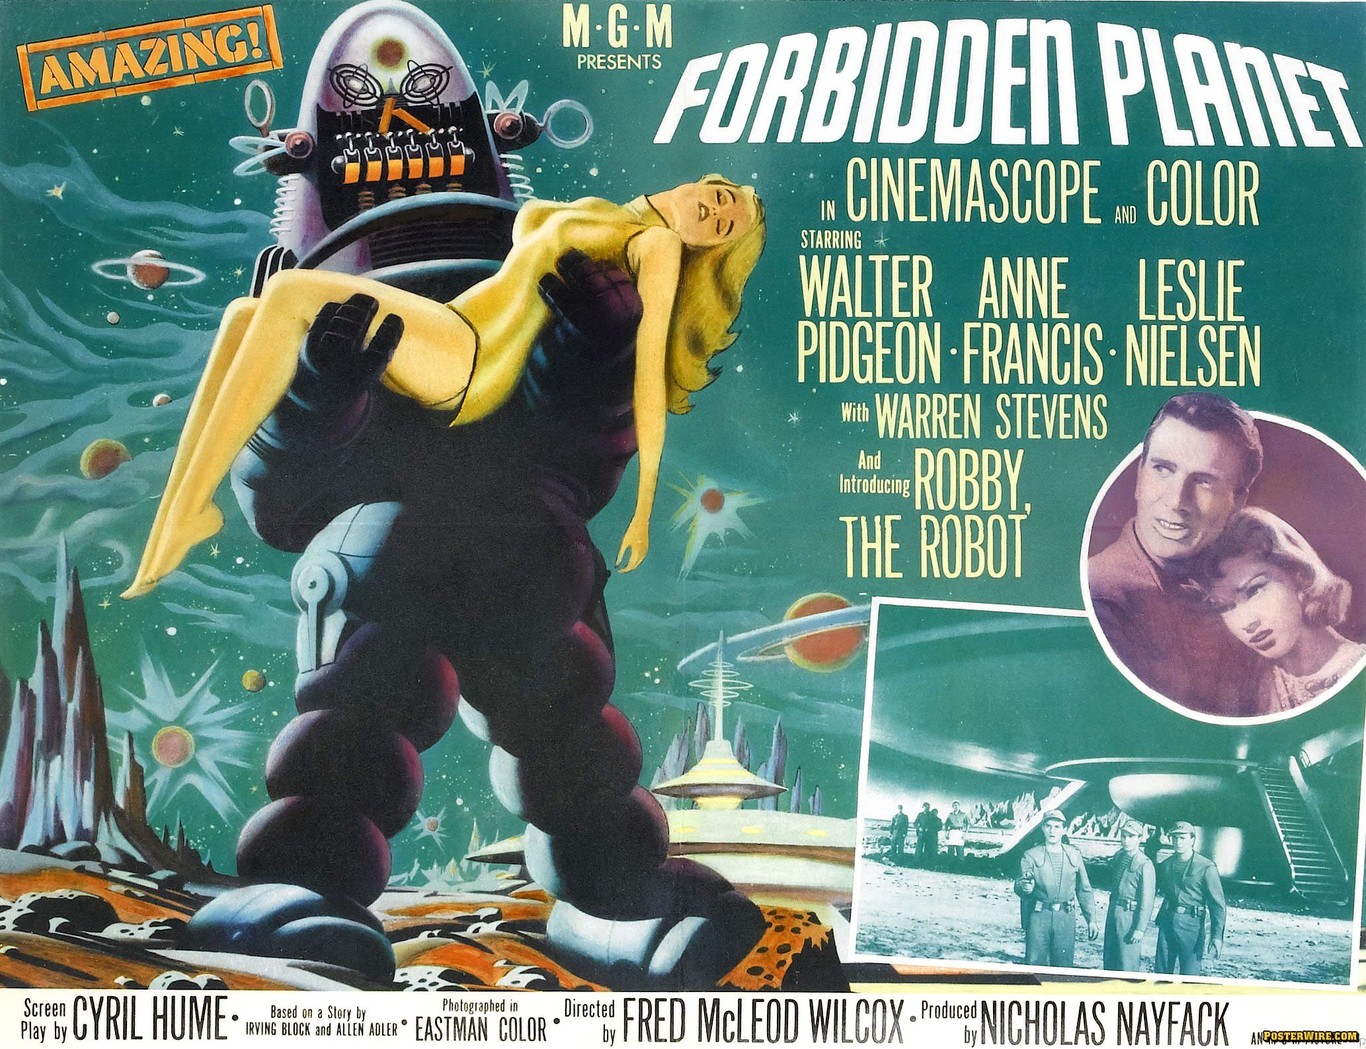 AMAZING!
M·G·M
PRESENTS
FORBIDDEN PLANET
IN CINEMASCOPE AND COLOR
STARRING
WALTER PIDGEON · ANNE FRANCIS · LESLIE NIELSEN
With WARREN STEVENS
And Introducing ROBBY,
THE ROBOT
Screen Play by CYRIL HUME · Based on a Story by IRVING BLOCK and ALLEN ADLER · Photographed in EASTMAN COLOR · Directed by FRED McLEOD WILCOX · Produced by NICHOLAS NAYFACK
AN M-G-M PICTURE
POSTERWIRE.COM